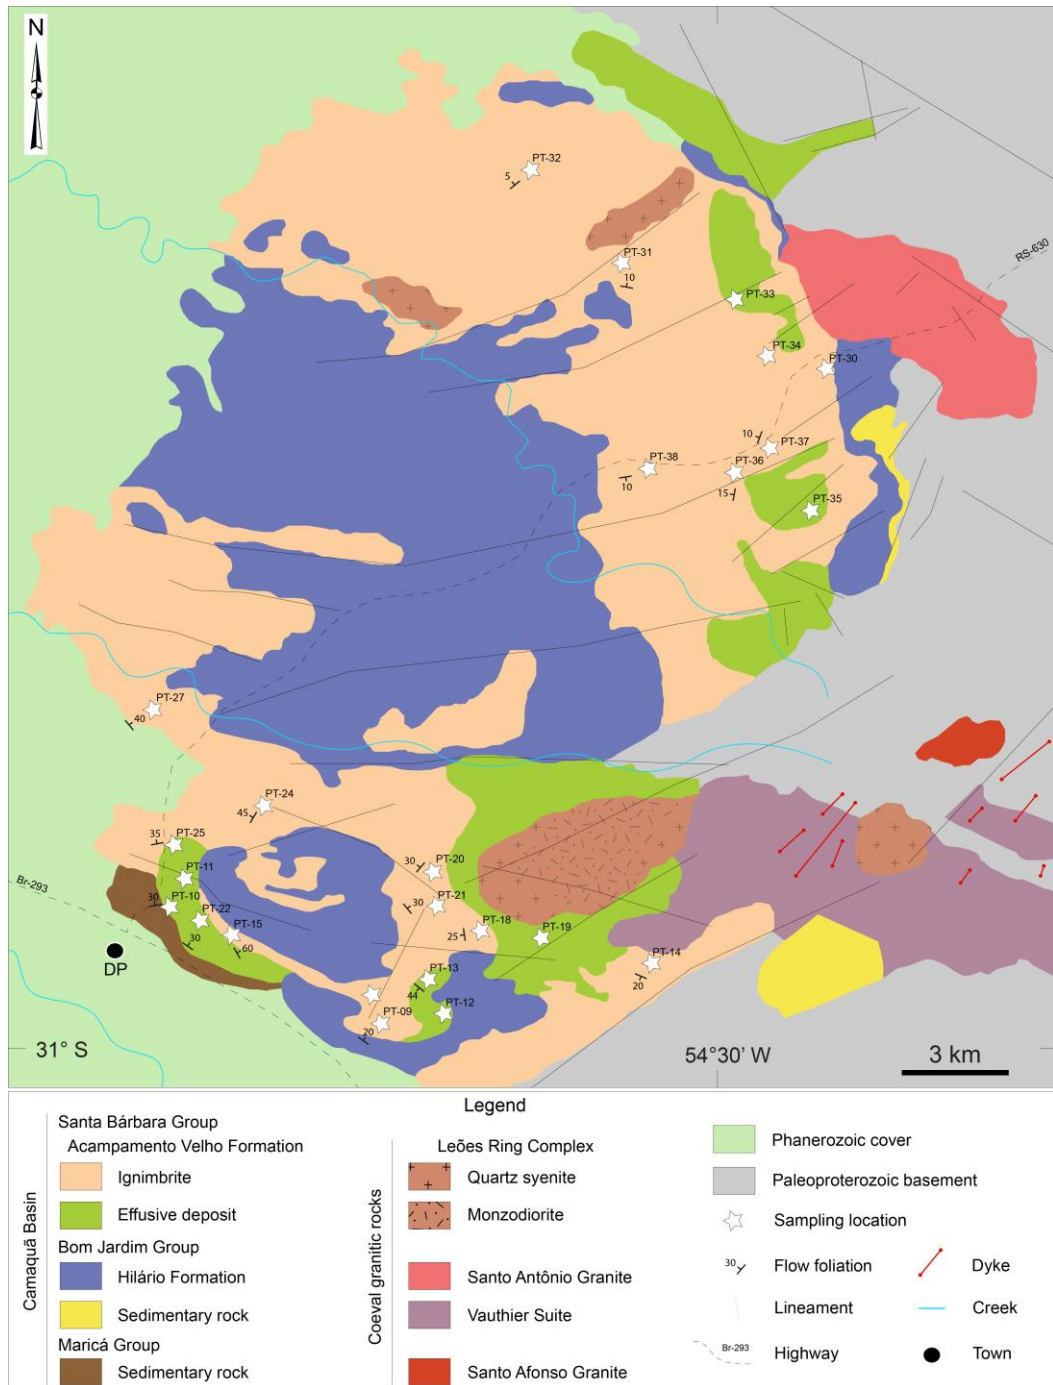 N
PT-32
5
PT-31
10
RS-630
PT-33
PT-34
PT-30
10
PT-37
PT-38
PT-36
10
15
PT-35
PT-27
40
PT-24
45
35
PT-25
PT-20
30
PT-11
Br-293
PT-10
30
PT-21
30
PT-22
PT-18
PT-15
25
PT-19
30
60
DP
PT-14
PT-13
20
44
PT-12
PT-09
20
31° S
54°30' W
3 km
Legend
Camaquã Basin
Santa Bárbara Group
Acampamento Velho Formation
Ignimbrite
Effusive deposit
Bom Jardim Group
Hilário Formation
Sedimentary rock
Maricá Group
Sedimentary rock
Coeval granitic rocks
Leões Ring Complex
Quartz syenite
Monzodiorite
Santo Antônio Granite
Vauthier Suite
Santo Afonso Granite
Phanerozoic cover
Paleoproterozoic basement
Sampling location
30
Flow foliation
Dyke
Lineament
Creek
Br-293
Highway
Town